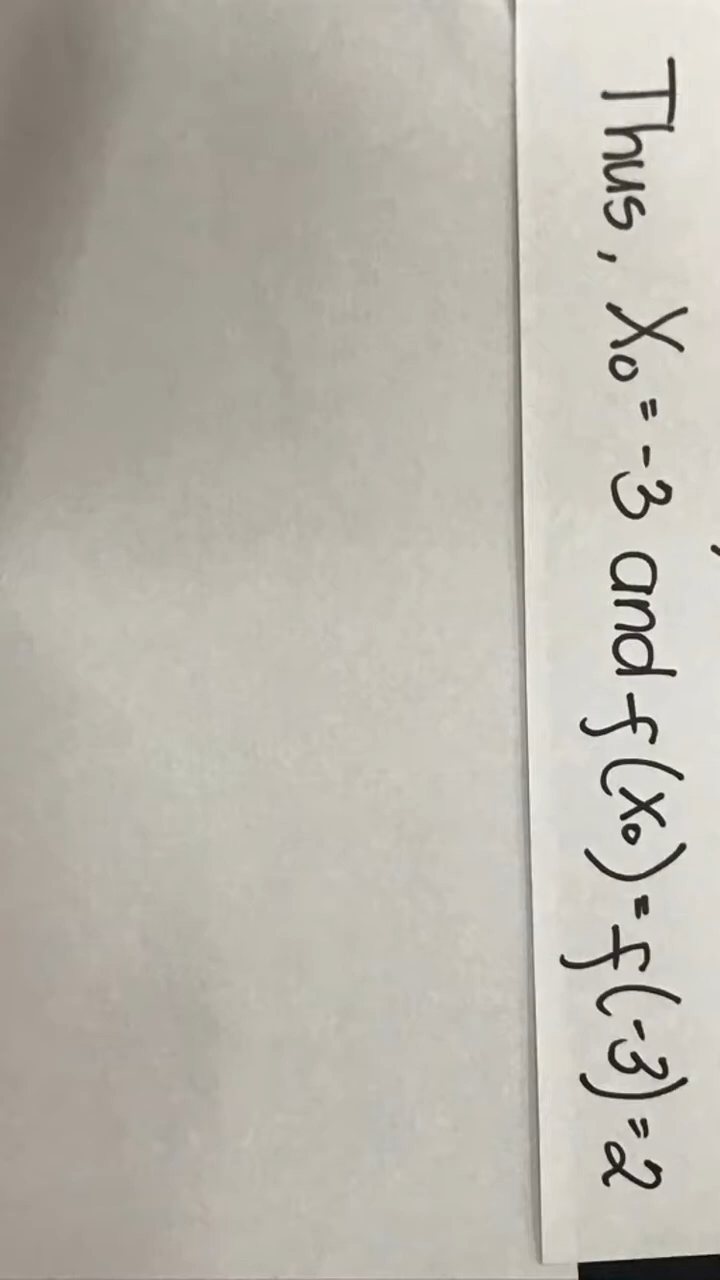 Thus, X₀ = -3 and f(x₀) = f(-3) = 2